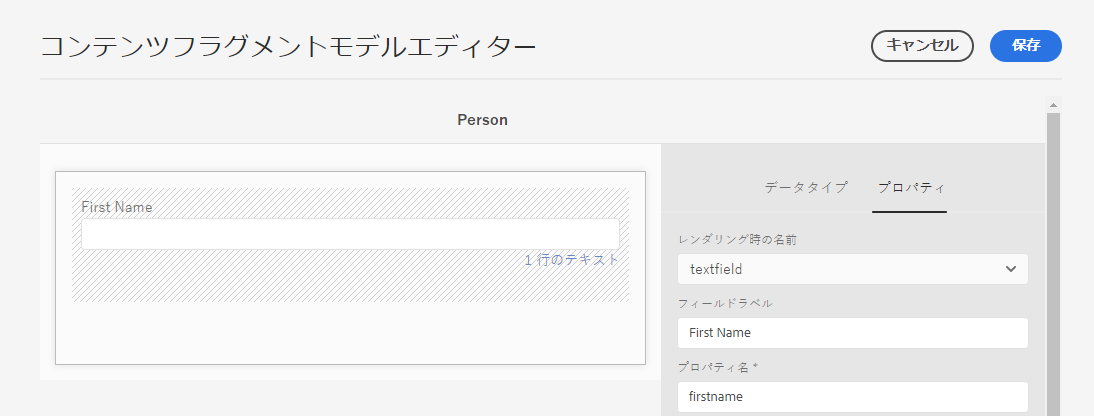 コンテンツフラグメントモデルエディター
キャンセル
保存
Person
First Name
1 行のテキスト
データタイプ
プロパティ
レンダリング時の名前
textfield
フィールドラベル
First Name
プロパティ名 *
firstname